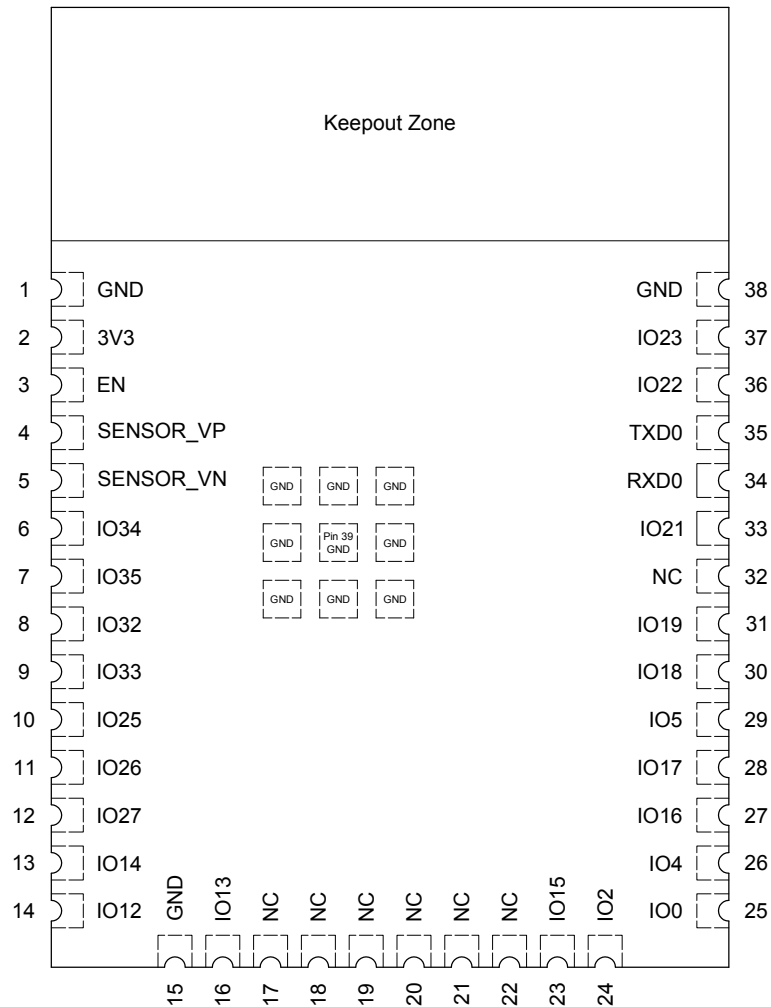 Keepout Zone
1 GND
2 3V3
3 EN
4 SENSOR_VP
5 SENSOR_VN
6 IO34
7 IO35
8 IO32
9 IO33
10 IO25
11 IO26
12 IO27
13 IO14
14 IO12
GND GND GND
GND Pin 39 GND GND
GND GND GND
GND 38
IO23 37
IO22 36
TXD0 35
RXD0 34
IO21 33
NC 32
IO19 31
IO18 30
IO5 29
IO17 28
IO16 27
IO4 26
IO0 25
GND 15
IO13 16
NC 17
NC 18
NC 19
NC 20
NC 21
NC 22
IO15 23
IO2 24